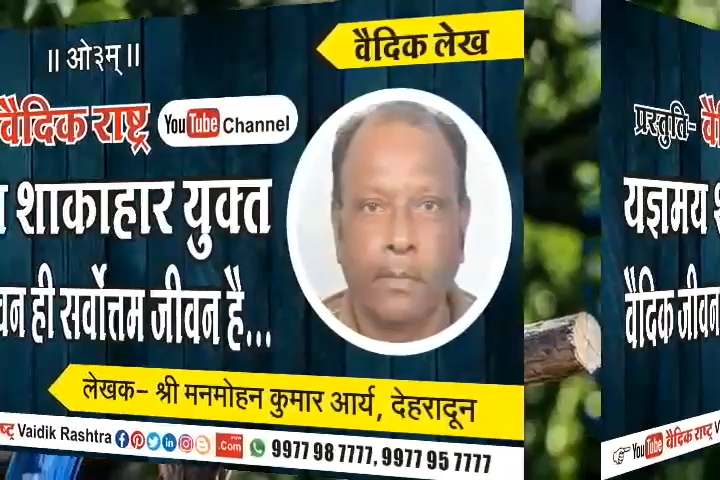 ॥ ओ३म् ॥
वैदिक लेख
वैदिक राष्ट्र YouTube Channel
शाकाहार युक्त
ही सर्वोत्तम जीवन है...
लेखक– श्री मनमोहन कुमार आर्य, देहरादून
Vaidik Rashtra .Com 9977 98 7777, 9977 95 7777
प्रस्तुति-
यज्ञमय
वैदिक जीवन
YouTube वैदिक राष्ट्र